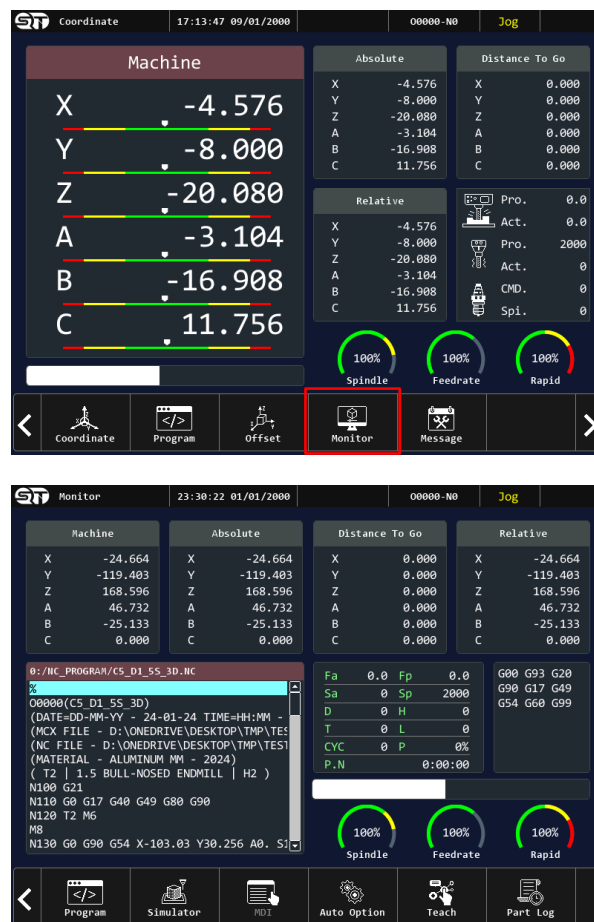 SNT Coordinate 17:13:47 09/01/2000 O0000-N0 Jog
Machine
X -4.576
Y -8.000
Z -20.080
A -3.104
B -16.908
C 11.756
Absolute
X -4.576
Y -8.000
Z -20.080
A -3.104
B -16.908
C 11.756
Distance To Go
X 0.000
Y 0.000
Z 0.000
A 0.000
B 0.000
C 0.000
Relative
X -4.576
Y -8.000
Z -20.080
A -3.104
B -16.908
C 11.756
Pro. 0.0
Act. 0.0
Pro. 2000
Act. 0
CMD. 0
Spi. 0
100% 100% 100%
Spindle Feedrate Rapid
Coordinate Program Offset Monitor Message
SNT Monitor 23:30:22 01/01/2000 O0000-N0 Jog
Machine
X -24.664
Y -119.403
Z 168.596
A 46.732
B -25.133
C 0.000
Absolute
X -24.664
Y -119.403
Z 168.596
A 46.732
B -25.133
C 0.000
Distance To Go
X 0.000
Y 0.000
Z 0.000
A 0.000
B 0.000
C 0.000
Relative
X -24.664
Y -119.403
Z 168.596
A 46.732
B -25.133
C 0.000
0:/NC_PROGRAM/C5_D1_5S_3D.NC
%
O0000(C5_D1_5S_3D)
(DATE=DD-MM-YY - 24-01-24 TIME=HH:MM -
(MCX FILE - D:\ONEDRIVE\DESKTOP\TMP\TES
(NC FILE - D:\ONEDRIVE\DESKTOP\TMP\TEST
(MATERIAL - ALUMINUM MM - 2024)
( T2 | 1.5 BULL-NOSED ENDMILL | H2 )
N100 G21
N110 G0 G17 G40 G49 G80 G90
N120 T2 M6
M8
N130 G0 G90 G54 X-103.03 Y30.256 A0. S1
Fa 0.0 Fp 0.0
Sa 0 Sp 2000
D 0 H 0
T 0 L 0
CYC 0 P 0%
P.N 0:00:00
G00 G93 G20
G90 G17 G49
G54 G60 G99
100% 100% 100%
Spindle Feedrate Rapid
Program Simulator MDI Auto Option Teach Part Log